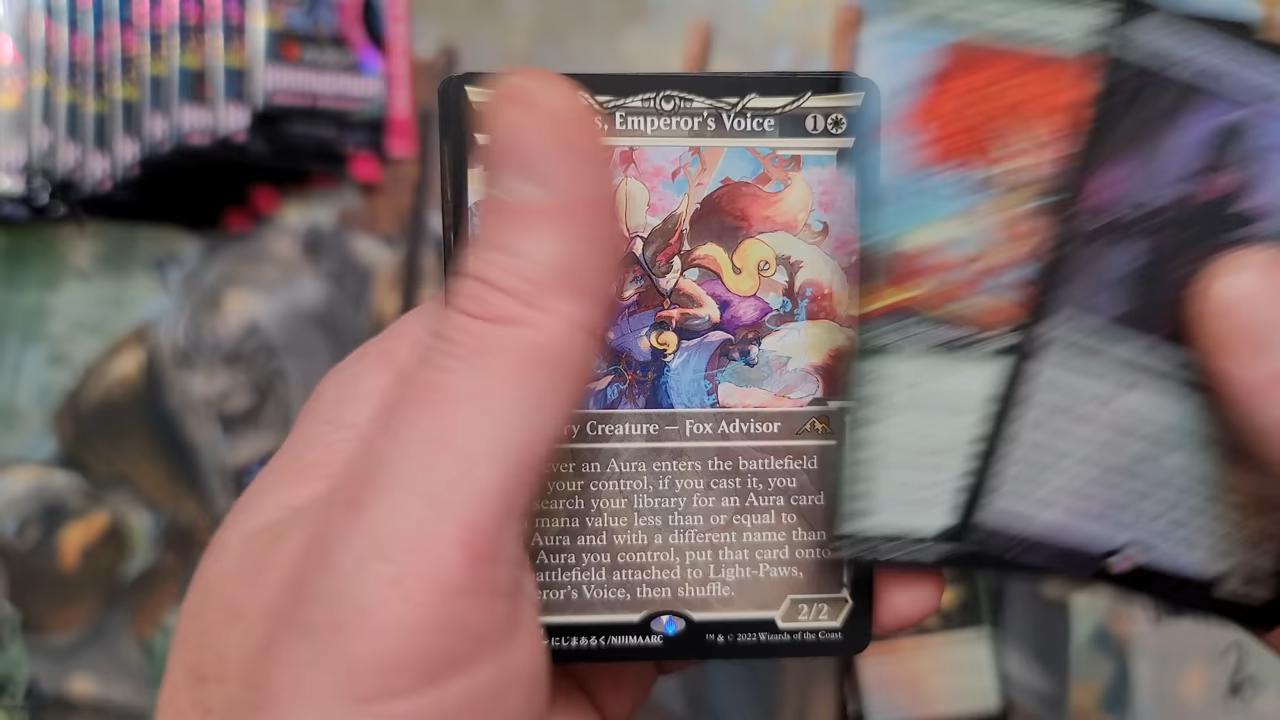 s, Emperor's Voice 1
ry Creature — Fox Advisor
ever an Aura enters the battlefield
your control, if you cast it, you
search your library for an Aura card
mana value less than or equal to
Aura and with a different name than
Aura you control, put that card onto
attlefield attached to Light-Paws,
eror's Voice, then shuffle.
2/2
にじまあるく/NIJIMAARC ™ & © 2022 Wizards of the Coast